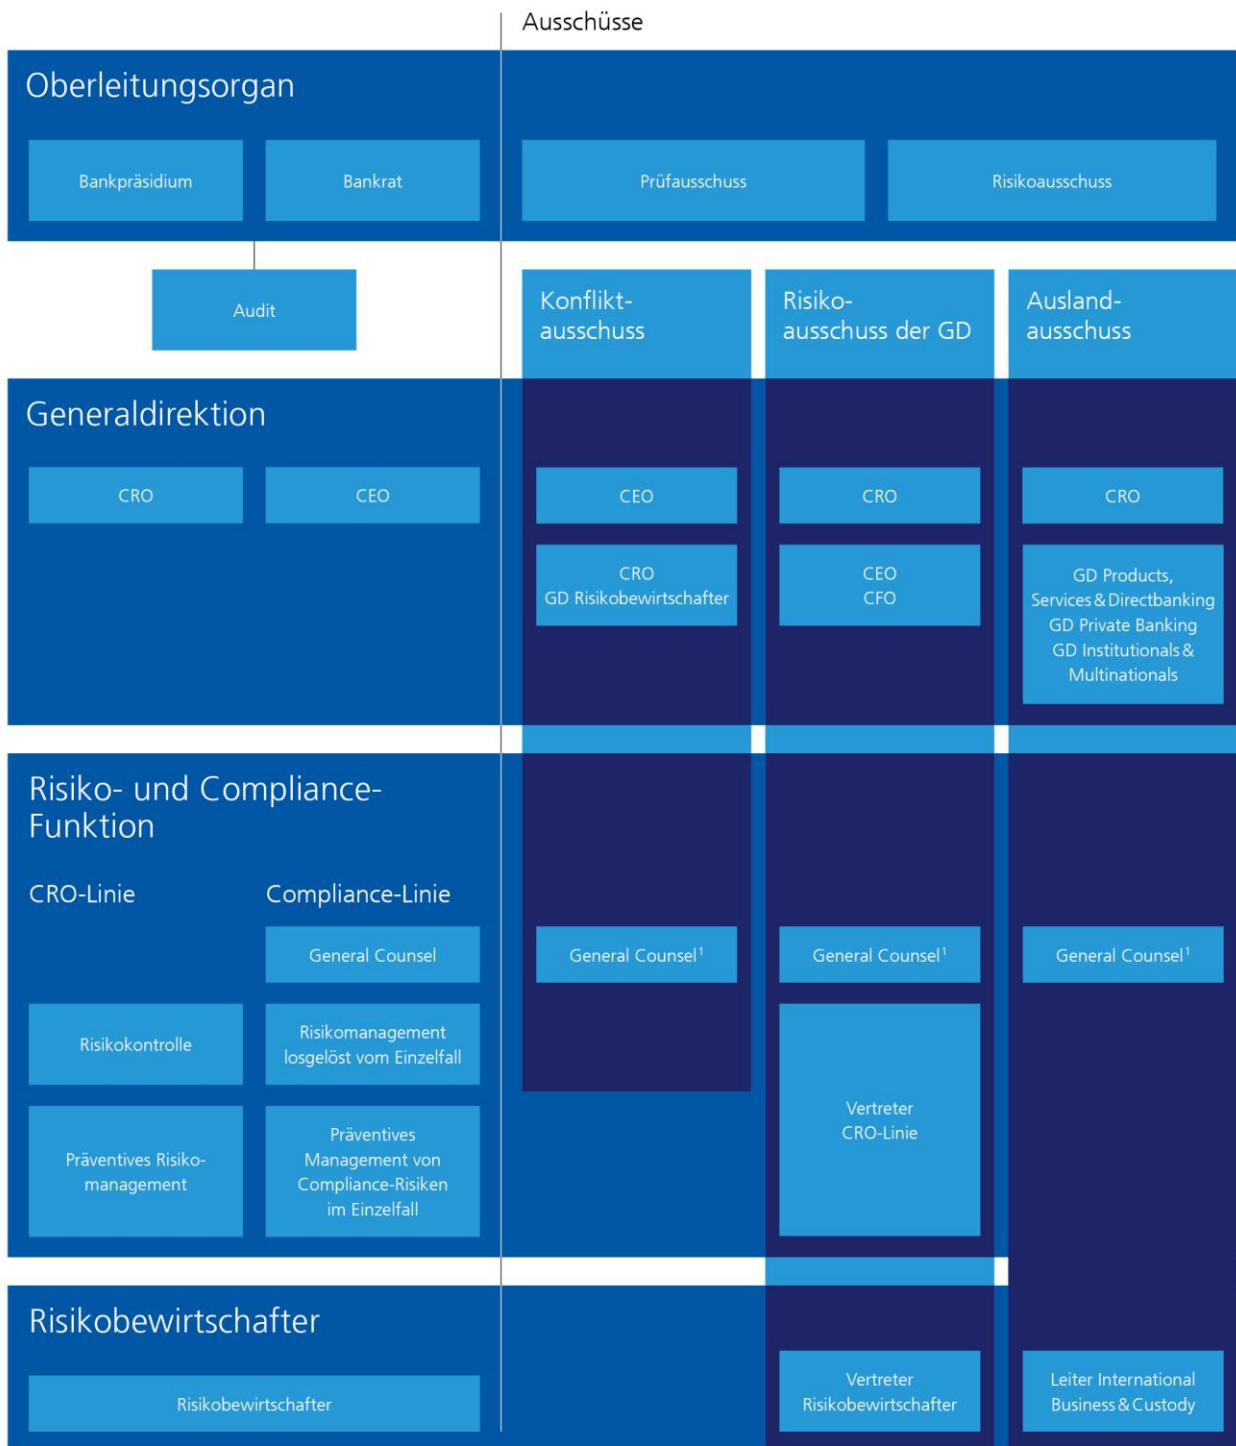 Ausschüsse
Oberleitungsorgan
Bankpräsidium
Bankrat
Prüfausschuss
Risikoausschuss
Audit
Konflikt-
ausschuss
Risiko-
ausschuss der GD
Ausland-
ausschuss
Generaldirektion
CRO
CEO
CEO
CRO
CRO
CRO
GD Risikobewirtschafter
CEO
CFO
GD Products,
Services & Directbanking
GD Private Banking
GD Institutionals &
Multinationals
Risiko- und Compliance-
Funktion
CRO-Linie
Compliance-Linie
General Counsel
General Counsel¹
General Counsel¹
General Counsel¹
Risikokontrolle
Risikomanagement
losgelöst vom Einzelfall
Vertreter
CRO-Linie
Präventives Risiko-
management
Präventives
Management von
Compliance-Risiken
im Einzelfall
Risikobewirtschafter
Risikobewirtschafter
Vertreter
Risikobewirtschafter
Leiter International
Business & Custody